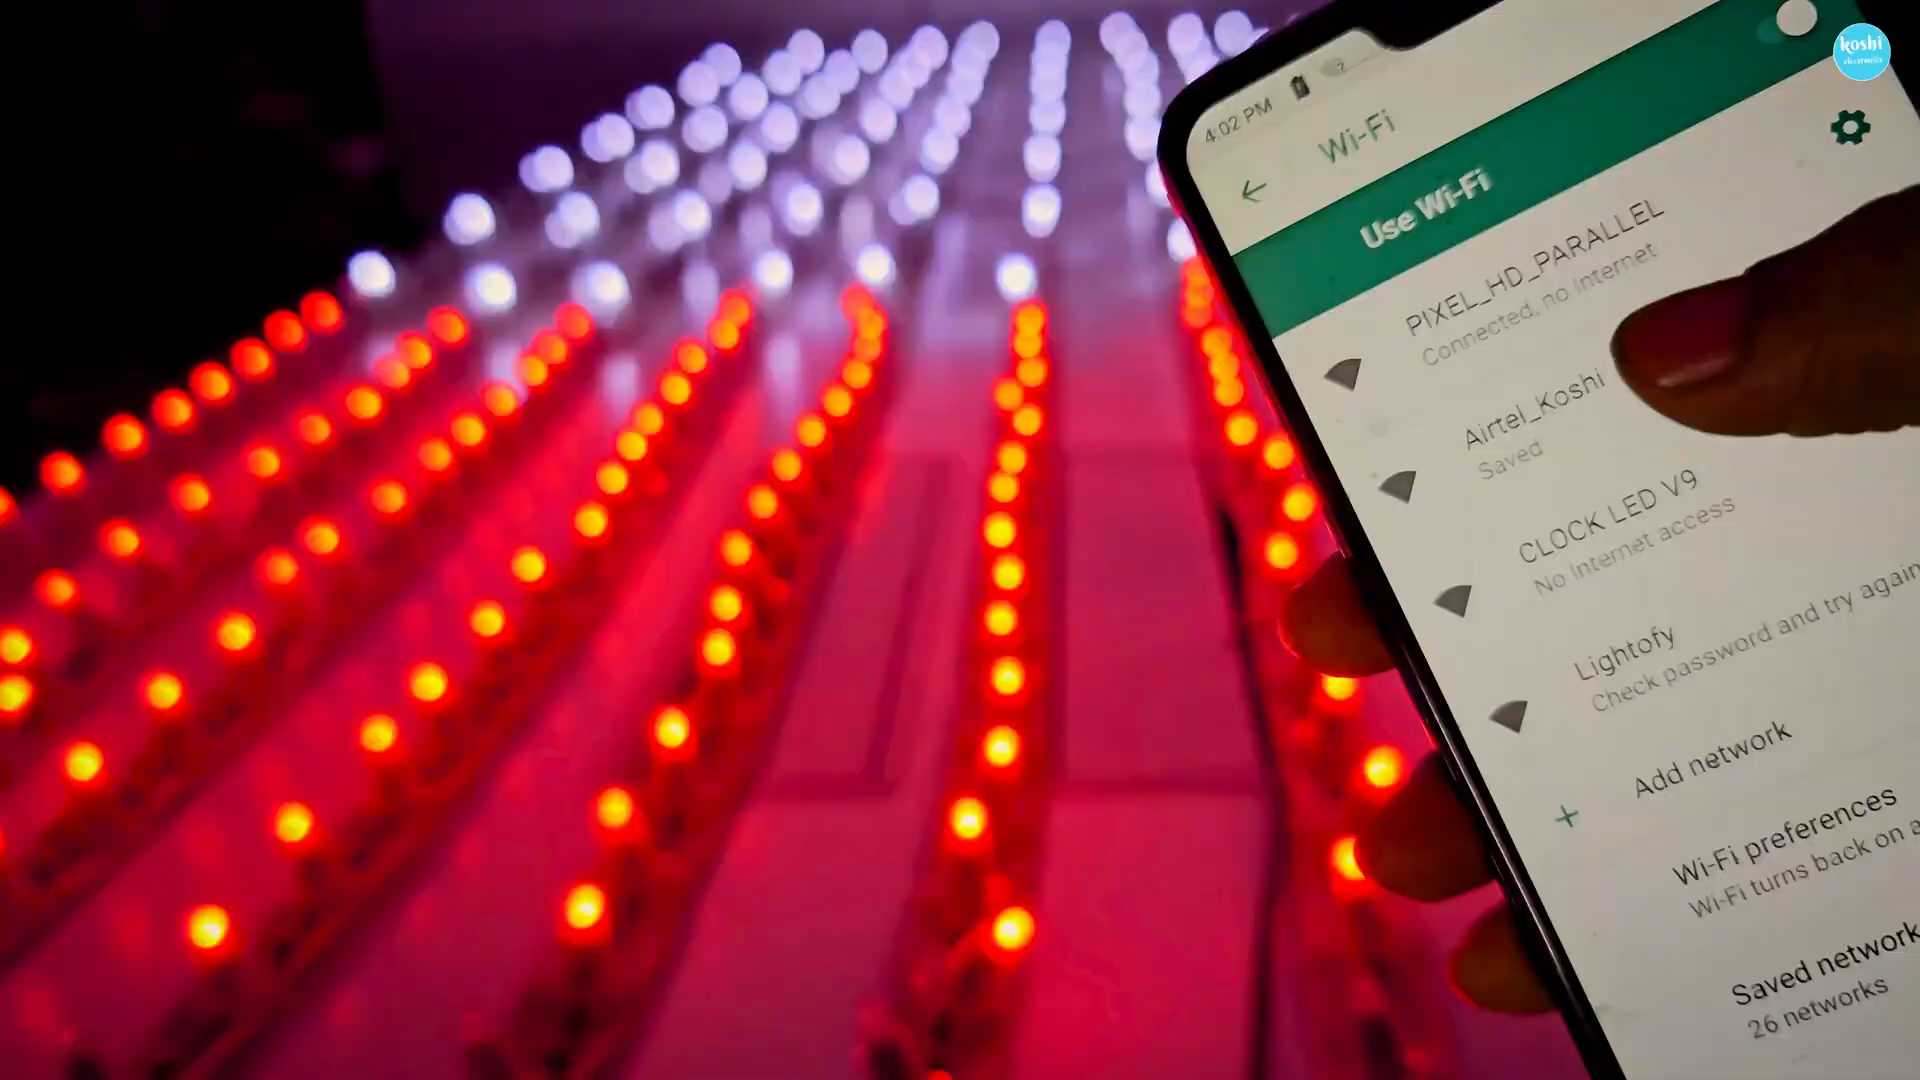 koshi
electronics
4:02 PM
Wi-Fi
Use Wi-Fi
PIXEL_HD_PARALLEL
Connected, no Internet
Airtel_Koshi
Saved
CLOCK LED V9
No Internet access
Lightofy
Check password and try again
Add network
Wi-Fi preferences
Wi-Fi turns back on a
Saved network
26 networks